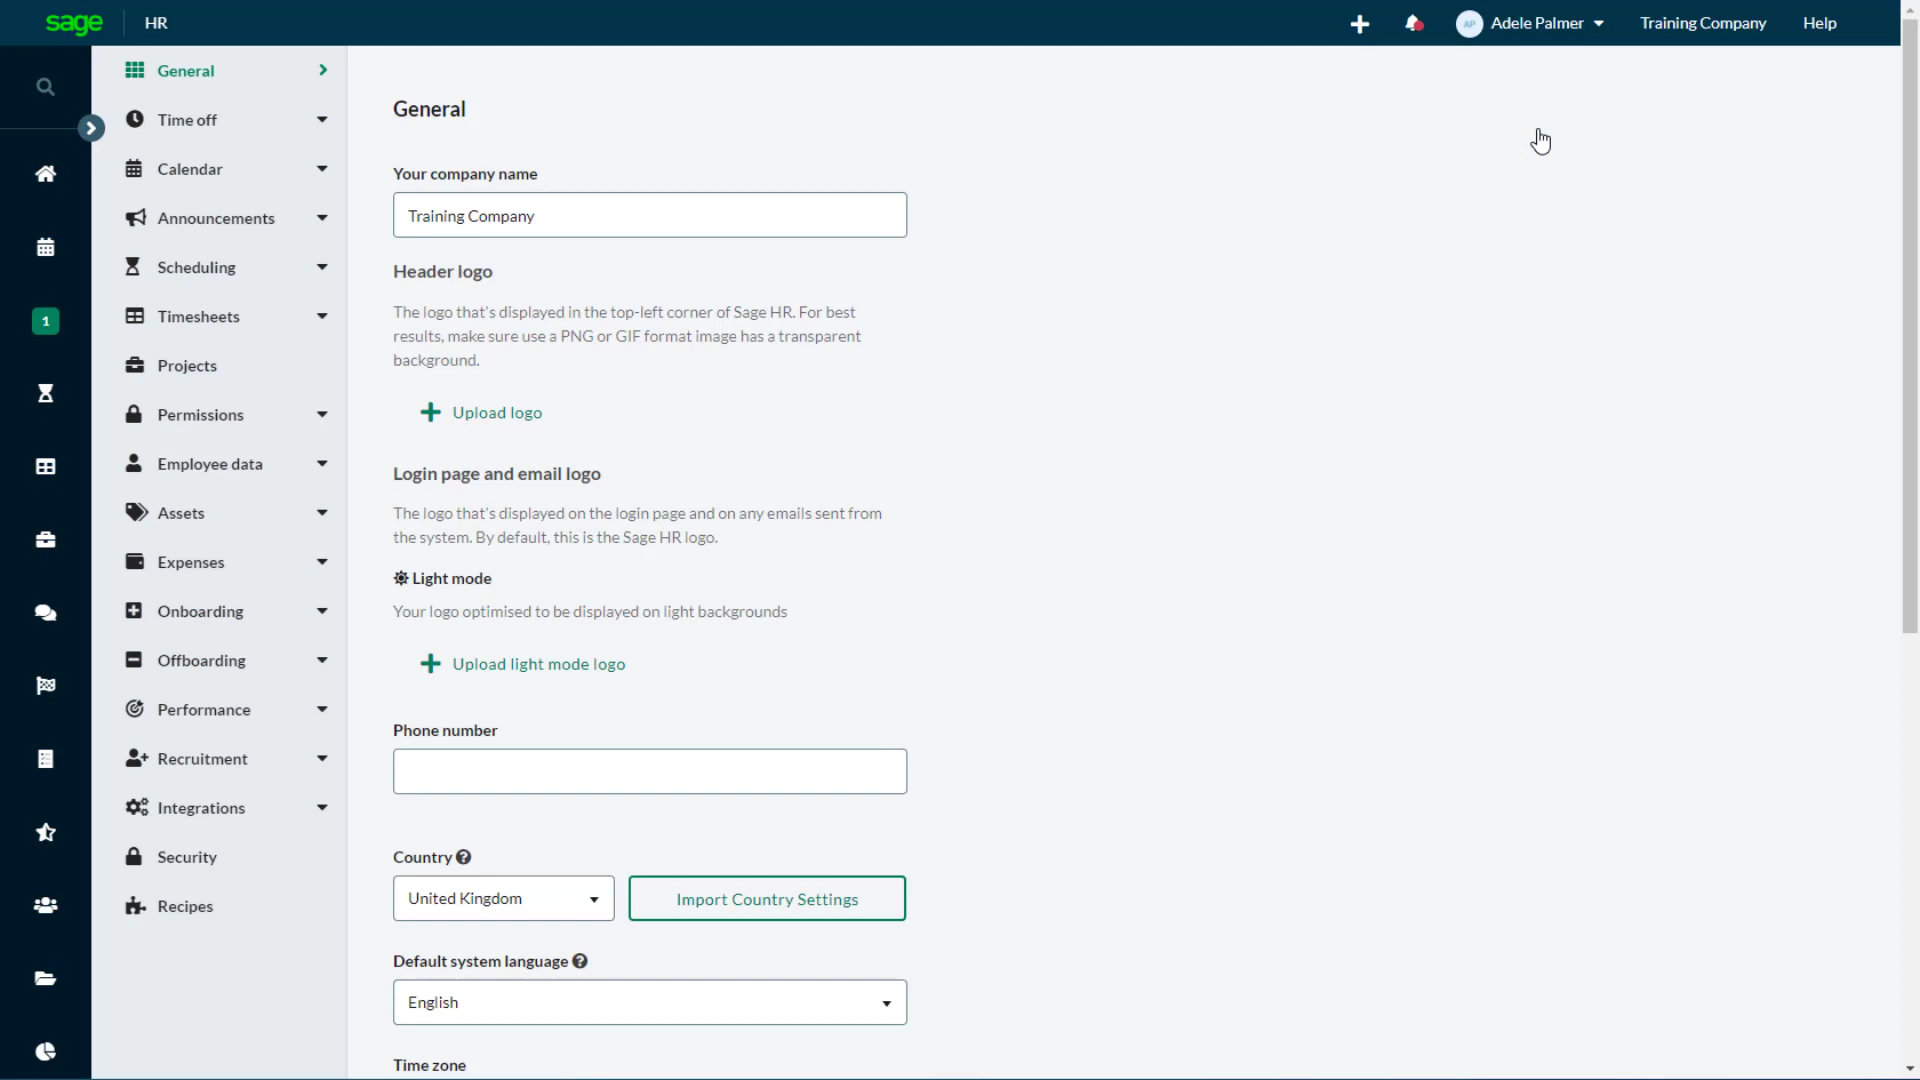 sage
HR
AP
Adele Palmer
Training Company
Help
1
General
Time off
Calendar
Announcements
Scheduling
Timesheets
Projects
Permissions
Employee data
Assets
Expenses
Onboarding
Offboarding
Performance
Recruitment
Integrations
Security
Recipes
General
Your company name
Training Company
Header logo
The logo that's displayed in the top-left corner of Sage HR. For best
results, make sure use a PNG or GIF format image has a transparent
background.
Upload logo
Login page and email logo
The logo that's displayed on the login page and on any emails sent from
the system. By default, this is the Sage HR logo.
Light mode
Your logo optimised to be displayed on light backgrounds
Upload light mode logo
Phone number
Country
United Kingdom
Import Country Settings
Default system language
English
Time zone